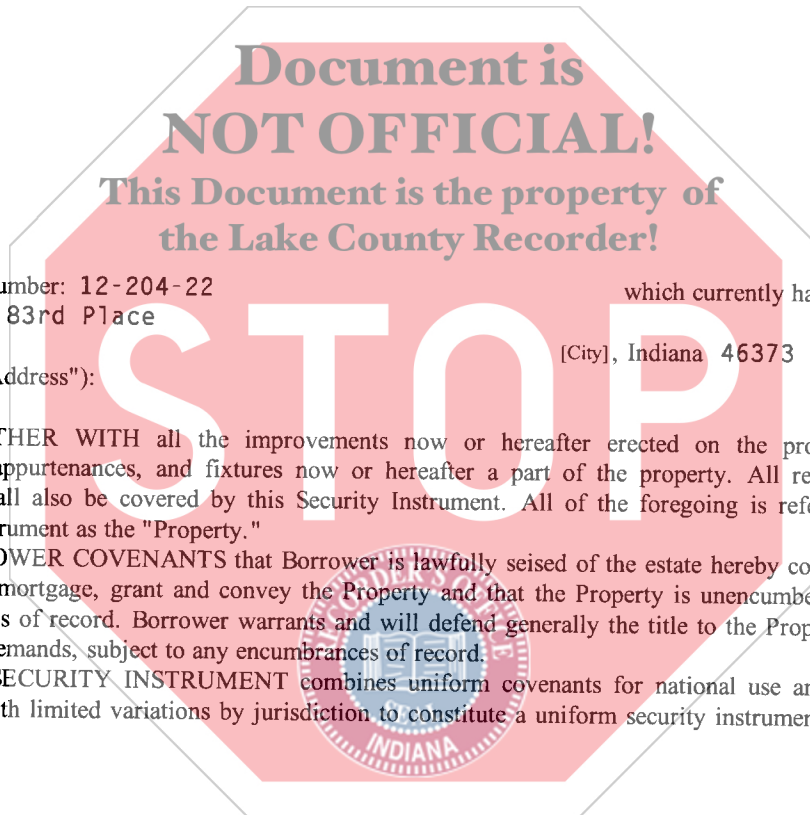 Document is
NOT OFFICIAL!
This Document is the property of
the Lake County Recorder!
umber: 12-204-22 which currently ha
83rd Place
[City], Indiana 46373
Address"):
STOP
THER WITH all the improvements now or hereafter erected on the pro
appurtenances, and fixtures now or hereafter a part of the property. All re
all also be covered by this Security Instrument. All of the foregoing is refe
rument as the "Property."
OWER COVENANTS that Borrower is lawfully seised of the estate hereby co
mortgage, grant and convey the Property and that the Property is unencumbe
s of record. Borrower warrants and will defend generally the title to the Prop
emands, subject to any encumbrances of record.
SECURITY INSTRUMENT combines uniform covenants for national use an
th limited variations by jurisdiction to constitute a uniform security instrumen
RECORDER'S OFFICE
SEAL
INDIANA